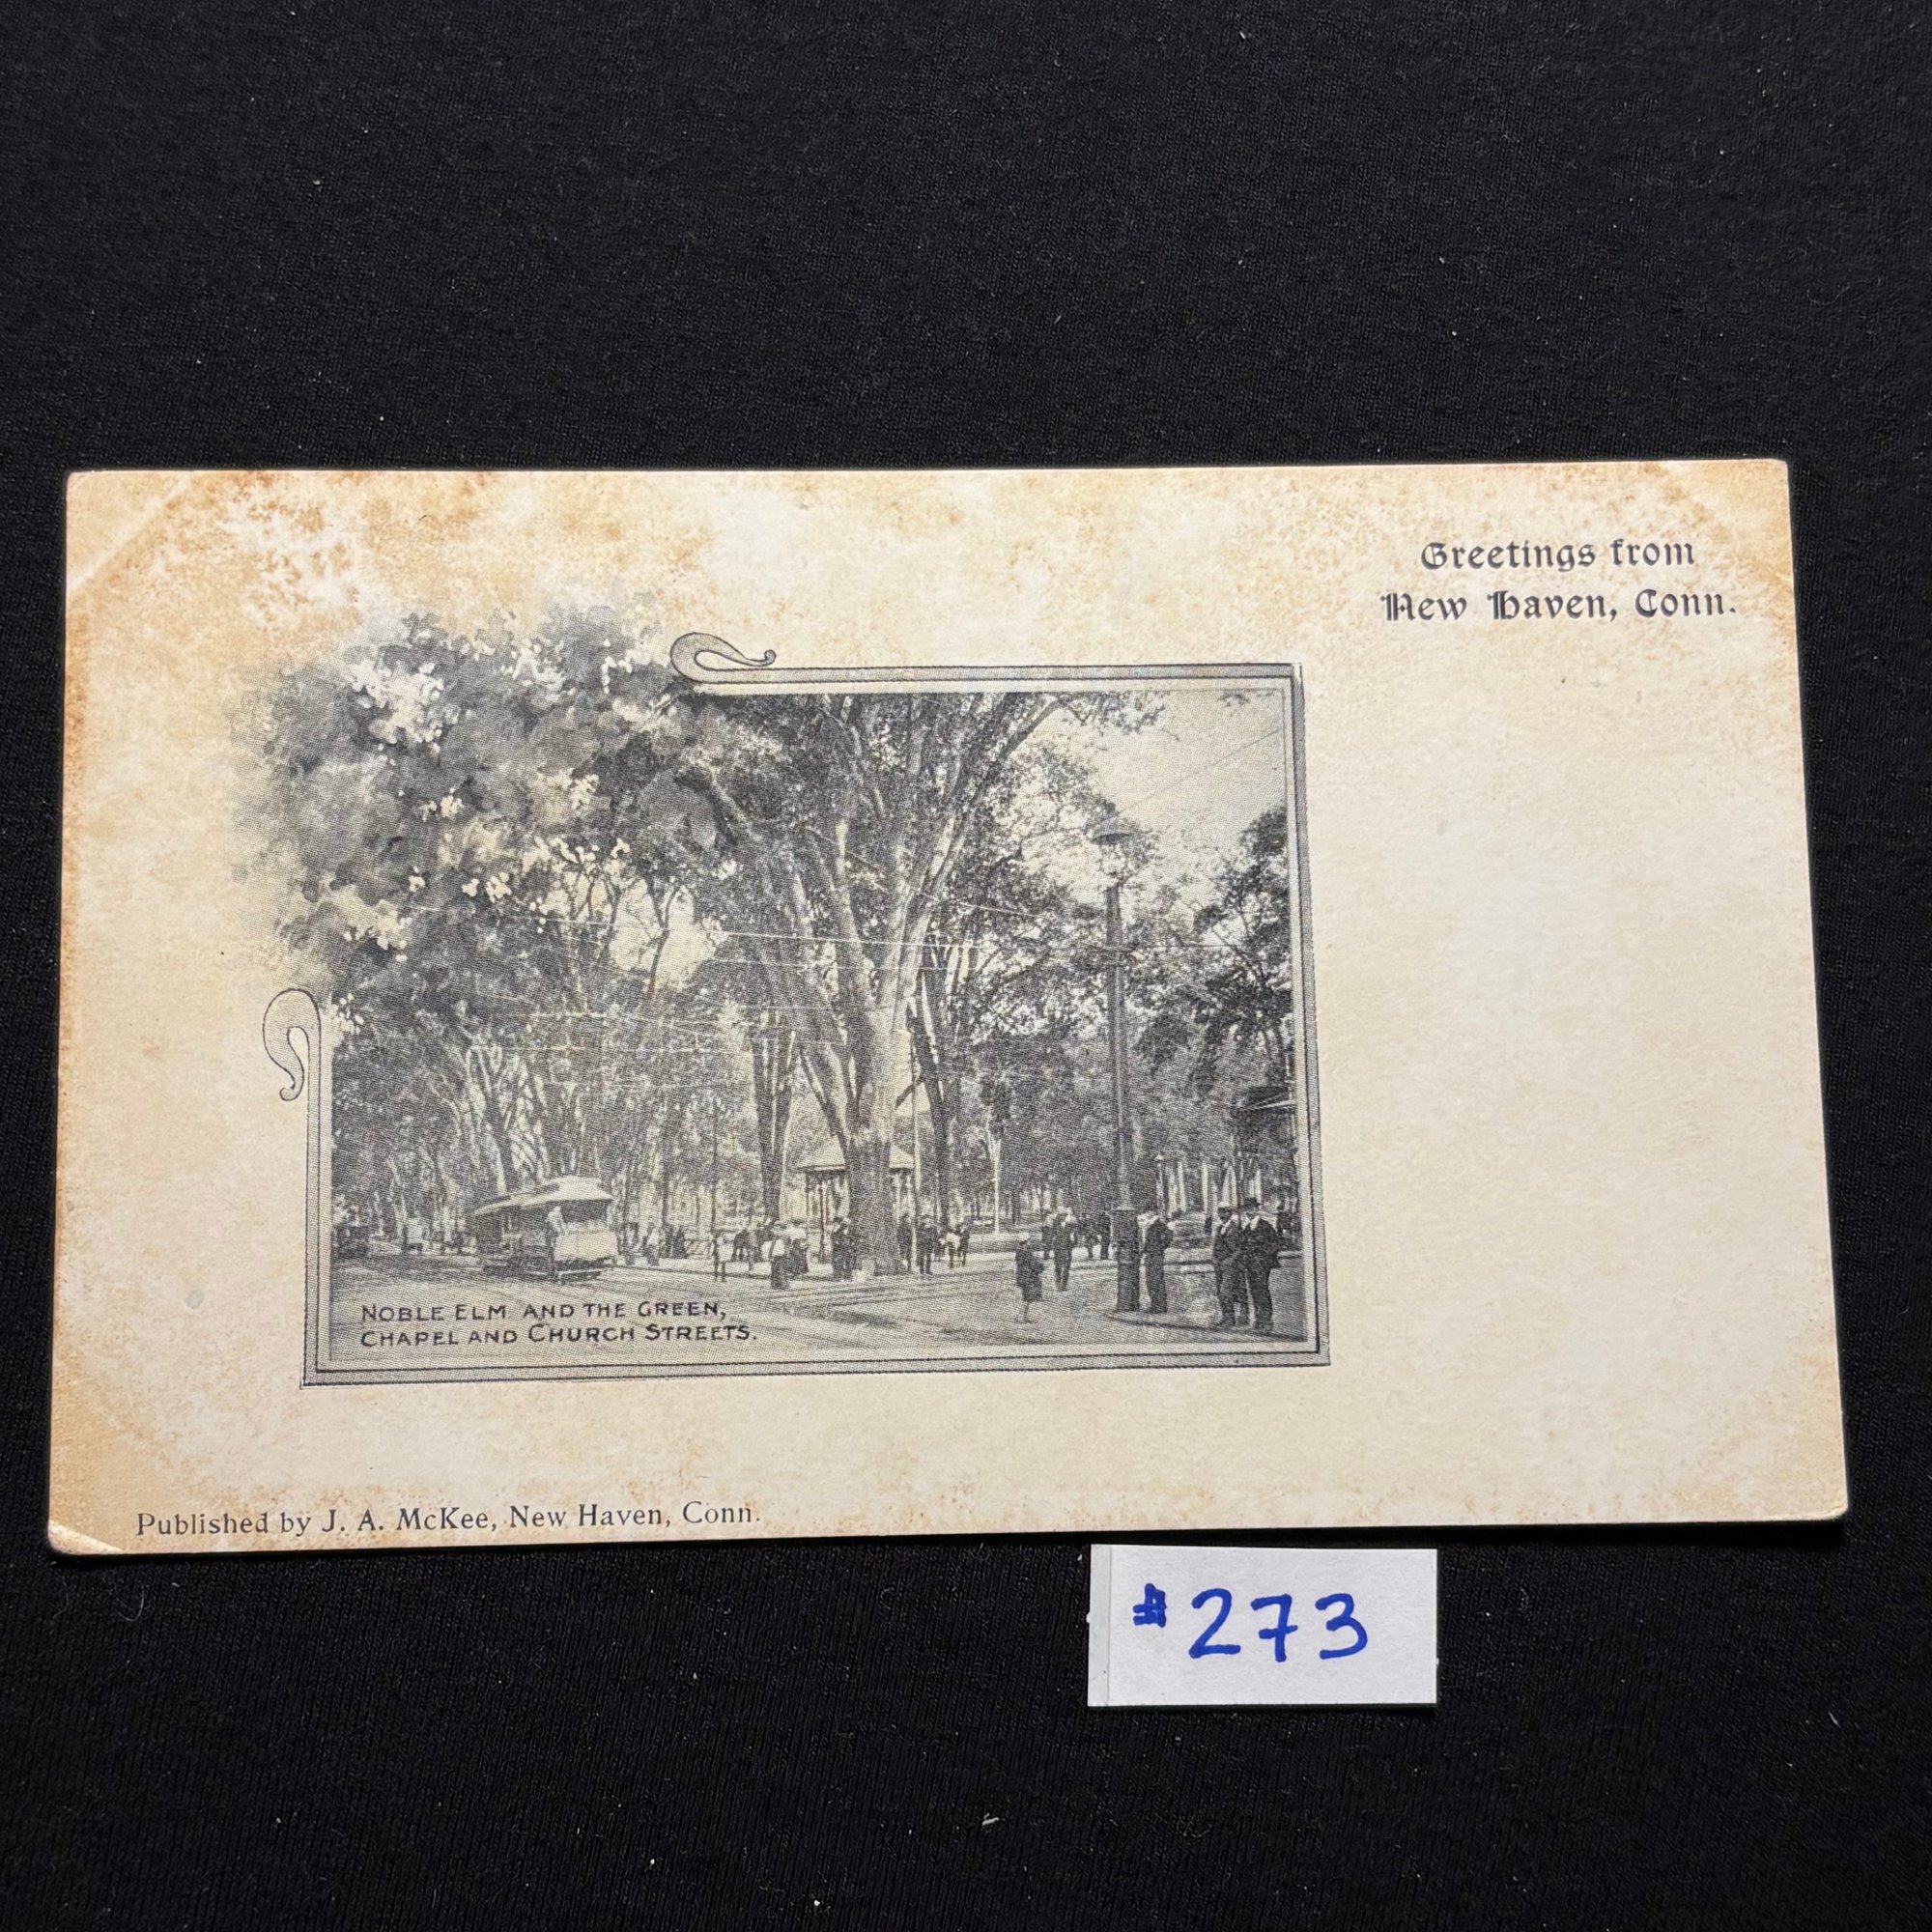 Greetings from
New Haven, Conn.
NOBLE ELM AND THE GREEN,
CHAPEL AND CHURCH STREETS.
Published by J. A. McKee, New Haven, Conn.
#273